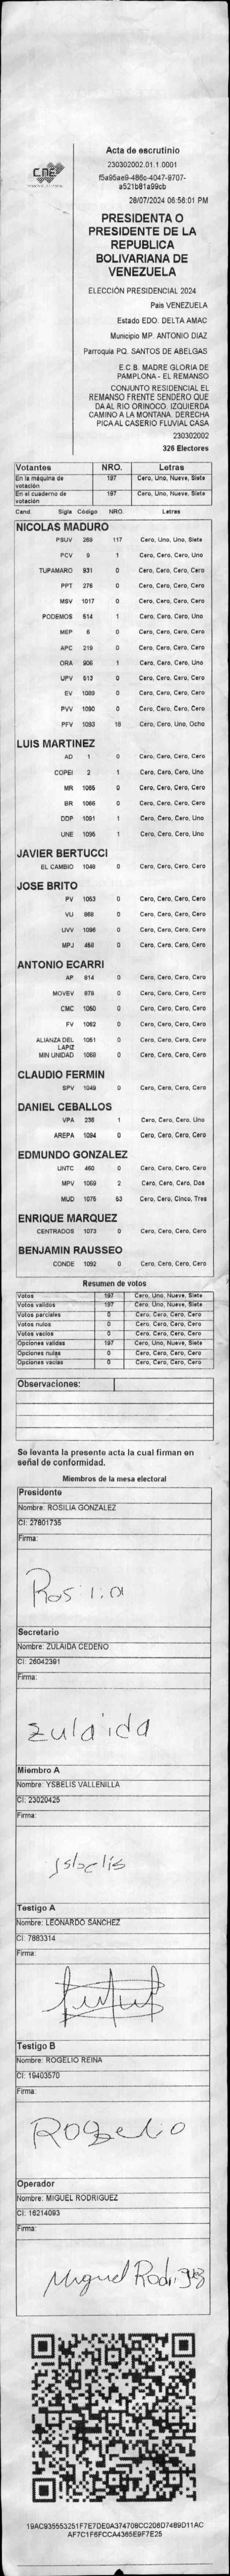 CNE
Acta de escrutinio
230302002.01.1.0001
f5a95ae9-486c-4047-9707-
a521b81a99cb
28/07/2024 06:56:01 PM
PRESIDENTA O
PRESIDENTE DE LA
REPUBLICA
BOLIVARIANA DE
VENEZUELA
ELECCIÓN PRESIDENCIAL 2024
País VENEZUELA
Estado EDO. DELTA AMAC
Municipio MP. ANTONIO DIAZ
Parroquia PQ. SANTOS DE ABELGAS
E.C.B. MADRE GLORIA DE
PAMPLONA - EL REMANSO
CONJUNTO RESIDENCIAL EL
REMANSO FRENTE SENDERO QUE
DA AL RIO ORINOCO. IZQUIERDA
CAMINO A LA MONTAÑA. DERECHA
PICA AL CASERIO FLUVIAL CASA
230302002
326 Electores
Votantes NRO. Letras
En la máquina de votación 197 Cero, Uno, Nueve, Siete
En el cuaderno de votación 197 Cero, Uno, Nueve, Siete
Cand. Sigla Código NRO. Letras
NICOLAS MADURO
PSUV 269 117 Cero, Uno, Uno, Siete
PCV 9 1 Cero, Cero, Cero, Uno
TUPAMARO 931 0 Cero, Cero, Cero, Cero
PPT 276 0 Cero, Cero, Cero, Cero
MSV 1017 0 Cero, Cero, Cero, Cero
PODEMOS 514 1 Cero, Cero, Cero, Uno
MEP 6 0 Cero, Cero, Cero, Cero
APC 219 0 Cero, Cero, Cero, Cero
ORA 906 1 Cero, Cero, Cero, Uno
UPV 513 0 Cero, Cero, Cero, Cero
EV 1089 0 Cero, Cero, Cero, Cero
PVV 1090 0 Cero, Cero, Cero, Cero
PFV 1093 18 Cero, Cero, Uno, Ocho
LUIS MARTINEZ
AD 1 0 Cero, Cero, Cero, Cero
COPEI 2 1 Cero, Cero, Cero, Uno
MR 1065 0 Cero, Cero, Cero, Cero
BR 1066 0 Cero, Cero, Cero, Cero
DDP 1091 1 Cero, Cero, Cero, Uno
UNE 1095 1 Cero, Cero, Cero, Uno
JAVIER BERTUCCI
EL CAMBIO 1048 0 Cero, Cero, Cero, Cero
JOSE BRITO
PV 1053 0 Cero, Cero, Cero, Cero
VU 868 0 Cero, Cero, Cero, Cero
UVV 1096 0 Cero, Cero, Cero, Cero
MPJ 458 0 Cero, Cero, Cero, Cero
ANTONIO ECARRI
AP 814 0 Cero, Cero, Cero, Cero
MOVEV 878 0 Cero, Cero, Cero, Cero
CMC 1050 0 Cero, Cero, Cero, Cero
FV 1062 0 Cero, Cero, Cero, Cero
ALIANZA DEL LAPIZ 1051 0 Cero, Cero, Cero, Cero
MIN UNIDAD 1068 0 Cero, Cero, Cero, Cero
CLAUDIO FERMIN
SPV 1049 0 Cero, Cero, Cero, Cero
DANIEL CEBALLOS
VPA 236 1 Cero, Cero, Cero, Uno
AREPA 1094 0 Cero, Cero, Cero, Cero
EDMUNDO GONZALEZ
UNTC 460 0 Cero, Cero, Cero, Cero
MPV 1069 2 Cero, Cero, Cero, Dos
MUD 1075 53 Cero, Cero, Cinco, Tres
ENRIQUE MARQUEZ
CENTRADOS 1073 0 Cero, Cero, Cero, Cero
BENJAMIN RAUSSEO
CONDE 1092 0 Cero, Cero, Cero, Cero
Resumen de votos
Votos 197 Cero, Uno, Nueve, Siete
Votos validos 197 Cero, Uno, Nueve, Siete
Votos parciales 0 Cero, Cero, Cero, Cero
Votos nulos 0 Cero, Cero, Cero, Cero
Votos vacios 0 Cero, Cero, Cero, Cero
Opciones validas 197 Cero, Uno, Nueve, Siete
Opciones nulas 0 Cero, Cero, Cero, Cero
Opciones vacias 0 Cero, Cero, Cero, Cero
Observaciones:
Se levanta la presente acta la cual firman en
señal de conformidad.
Miembros de la mesa electoral
Presidente
Nombre: ROSILIA GONZALEZ
CI: 27801735
Firma:
Rosilia
Secretario
Nombre: ZULAIDA CEDEÑO
CI: 26042391
Firma:
Zulaida
Miembro A
Nombre: YSBELIS VALLENILLA
CI: 23020425
Firma:
Isbelis
Testigo A
Nombre: LEONARDO SANCHEZ
CI: 7883314
Firma:
Testigo B
Nombre: ROGELIO REINA
CI: 19403570
Firma:
Rogelio
Operador
Nombre: MIGUEL RODRIGUEZ
CI: 16214093
Firma:
Miguel Rodriguez
19AC935553251F7E7DE0A374708CC206D7489D11AC
AF7C1F6FCCA4365E9F7E25